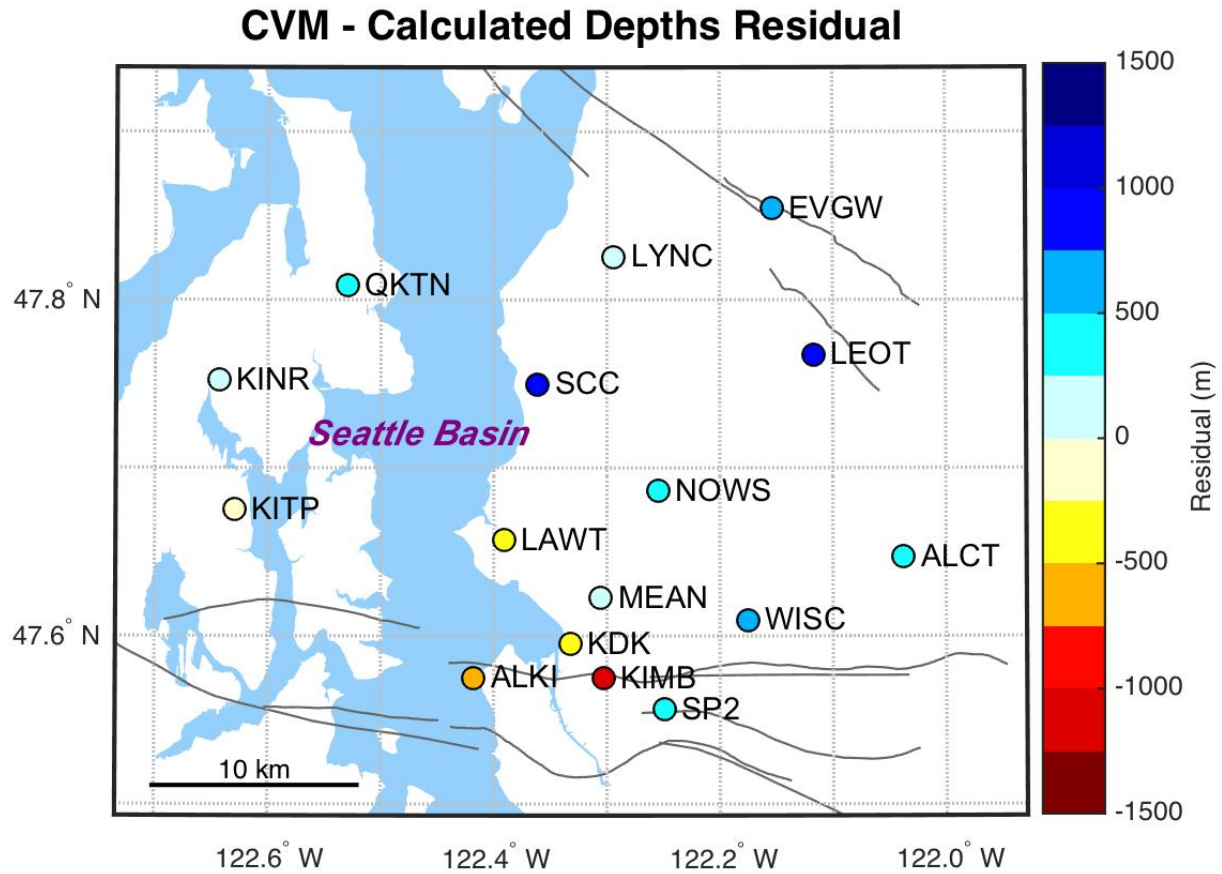 CVM - Calculated Depths Residual
1500
EVGW
1000
LYNC
QKTN
47.8° N
500
LEOT
KINR
SCC
Seattle Basin
0
Residual (m)
NOWS
KITP
LAWT
ALCT
-500
MEAN
WISC
47.6° N
KDK
ALKI
KIMB
-1000
SP2
10 km
-1500
122.6° W
122.4° W
122.2° W
122.0° W